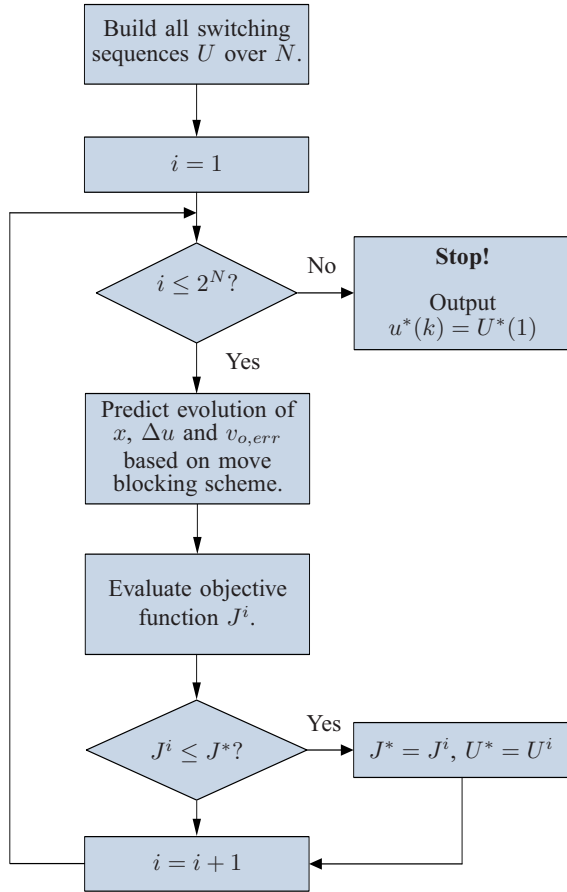 Build all switching
sequences U over N.
i = 1
i ≤ 2^N?
No
Stop!
Output
u*(k) = U*(1)
Yes
Predict evolution of
x, Δu and v_{o,err}
based on move
blocking scheme.
Evaluate objective
function J^i.
J^i ≤ J*?
Yes
J* = J^i, U* = U^i
i = i + 1